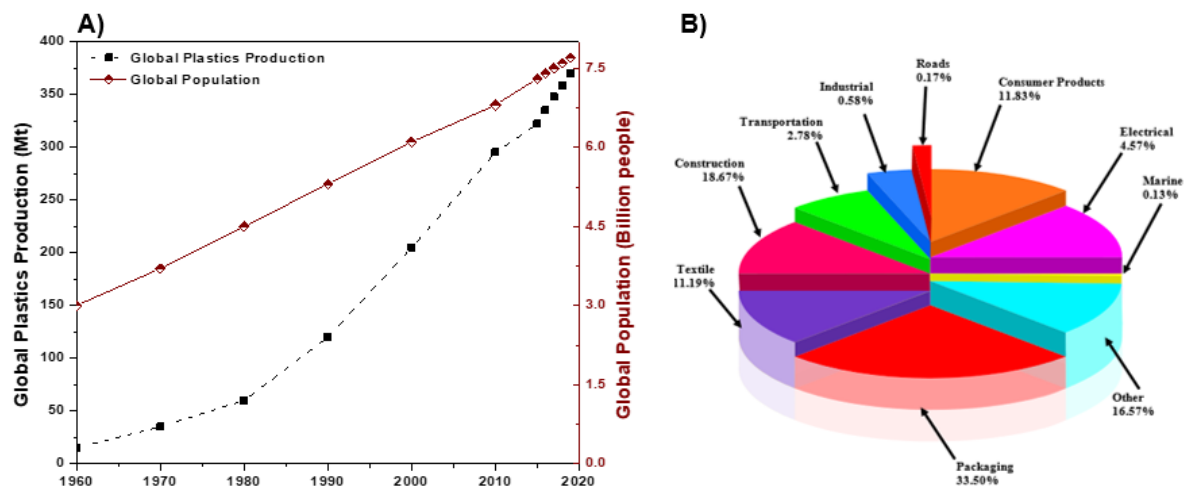 A)
400
350
300
250
200
150
100
50
0
Global Plastics Production (Mt)
Global Plastics Production
Global Population
7.5
6.0
4.5
3.0
1.5
0.0
Global Population (Billion people)
1960
1970
1980
1990
2000
2010
2020
B)
Roads
0.17%
Consumer Products
11.83%
Industrial
0.58%
Electrical
4.57%
Transportation
2.78%
Construction
18.67%
Marine
0.13%
Textile
11.19%
Other
16.57%
Packaging
33.50%